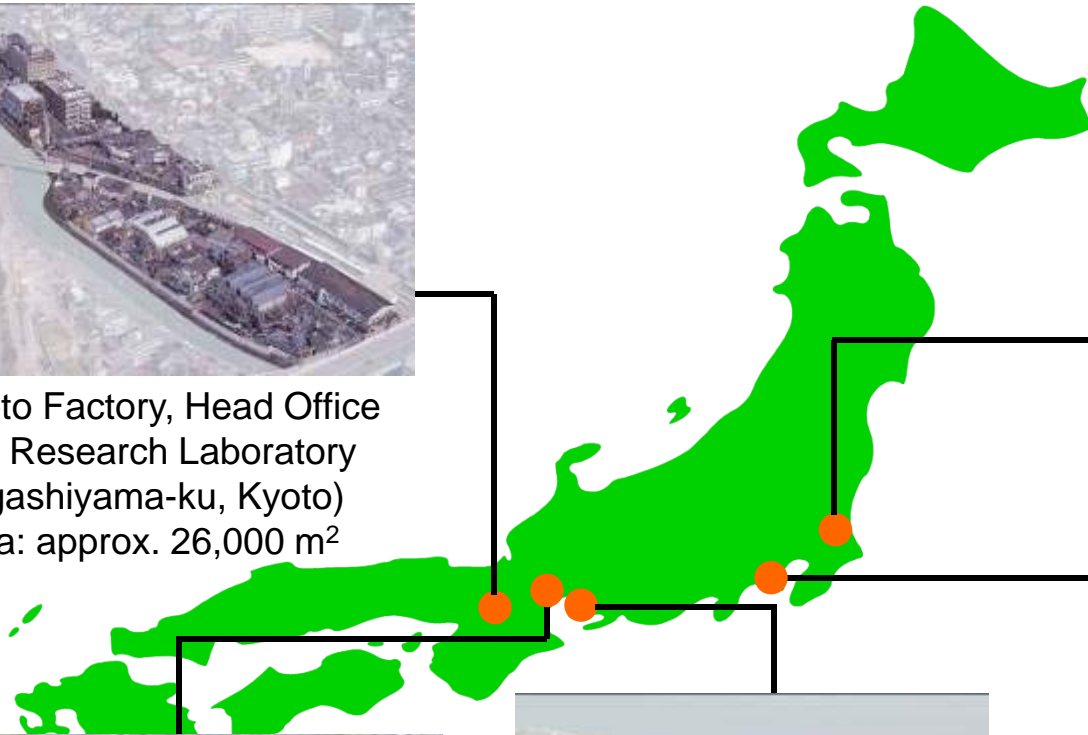 to Factory, Head Office
Research Laboratory
gashiyama-ku, Kyoto)
a: approx. 26,000 m²